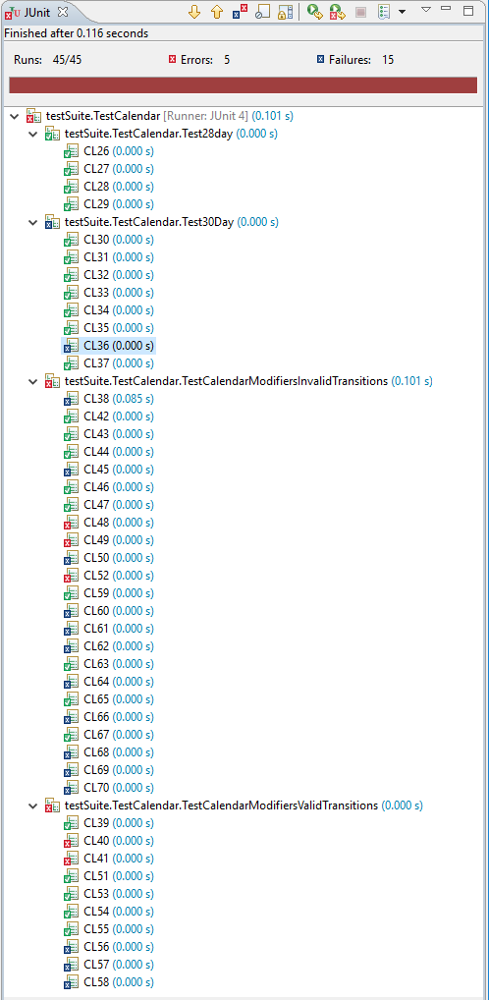 JUnit
Finished after 0.116 seconds
Runs: 45/45 Errors: 5 Failures: 15
testSuite.TestCalendar [Runner: JUnit 4] (0.101 s)
testSuite.TestCalendar.Test28day (0.000 s)
CL26 (0.000 s)
CL27 (0.000 s)
CL28 (0.000 s)
CL29 (0.000 s)
testSuite.TestCalendar.Test30Day (0.000 s)
CL30 (0.000 s)
CL31 (0.000 s)
CL32 (0.000 s)
CL33 (0.000 s)
CL34 (0.000 s)
CL35 (0.000 s)
CL36 (0.000 s)
CL37 (0.000 s)
testSuite.TestCalendar.TestCalendarModifiersInvalidTransitions (0.101 s)
CL38 (0.085 s)
CL42 (0.000 s)
CL43 (0.000 s)
CL44 (0.000 s)
CL45 (0.000 s)
CL46 (0.000 s)
CL47 (0.000 s)
CL48 (0.000 s)
CL49 (0.000 s)
CL50 (0.000 s)
CL52 (0.000 s)
CL59 (0.000 s)
CL60 (0.000 s)
CL61 (0.000 s)
CL62 (0.000 s)
CL63 (0.000 s)
CL64 (0.000 s)
CL65 (0.000 s)
CL66 (0.000 s)
CL67 (0.000 s)
CL68 (0.000 s)
CL69 (0.000 s)
CL70 (0.000 s)
testSuite.TestCalendar.TestCalendarModifiersValidTransitions (0.000 s)
CL39 (0.000 s)
CL40 (0.000 s)
CL41 (0.000 s)
CL51 (0.000 s)
CL53 (0.000 s)
CL54 (0.000 s)
CL55 (0.000 s)
CL56 (0.000 s)
CL57 (0.000 s)
CL58 (0.000 s)